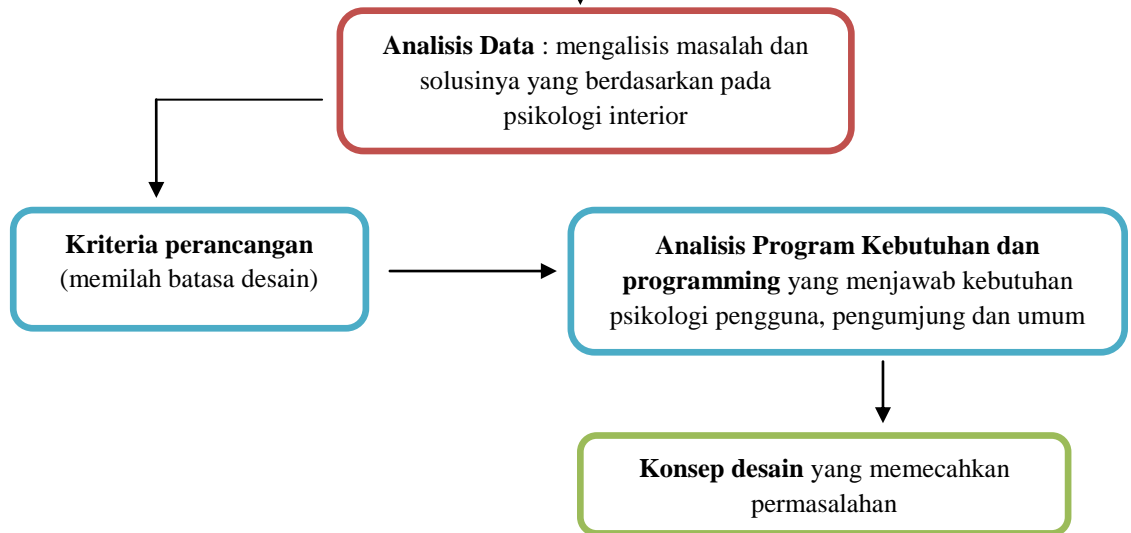 Analisis Data : mengalisis masalah dan
solusinya yang berdasarkan pada
psikologi interior
Kriteria perancangan
(memilah batasa desain)
Analisis Program Kebutuhan dan
programming yang menjawab kebutuhan
psikologi pengguna, pengumjung dan umum
Konsep desain yang memecahkan
permasalahan